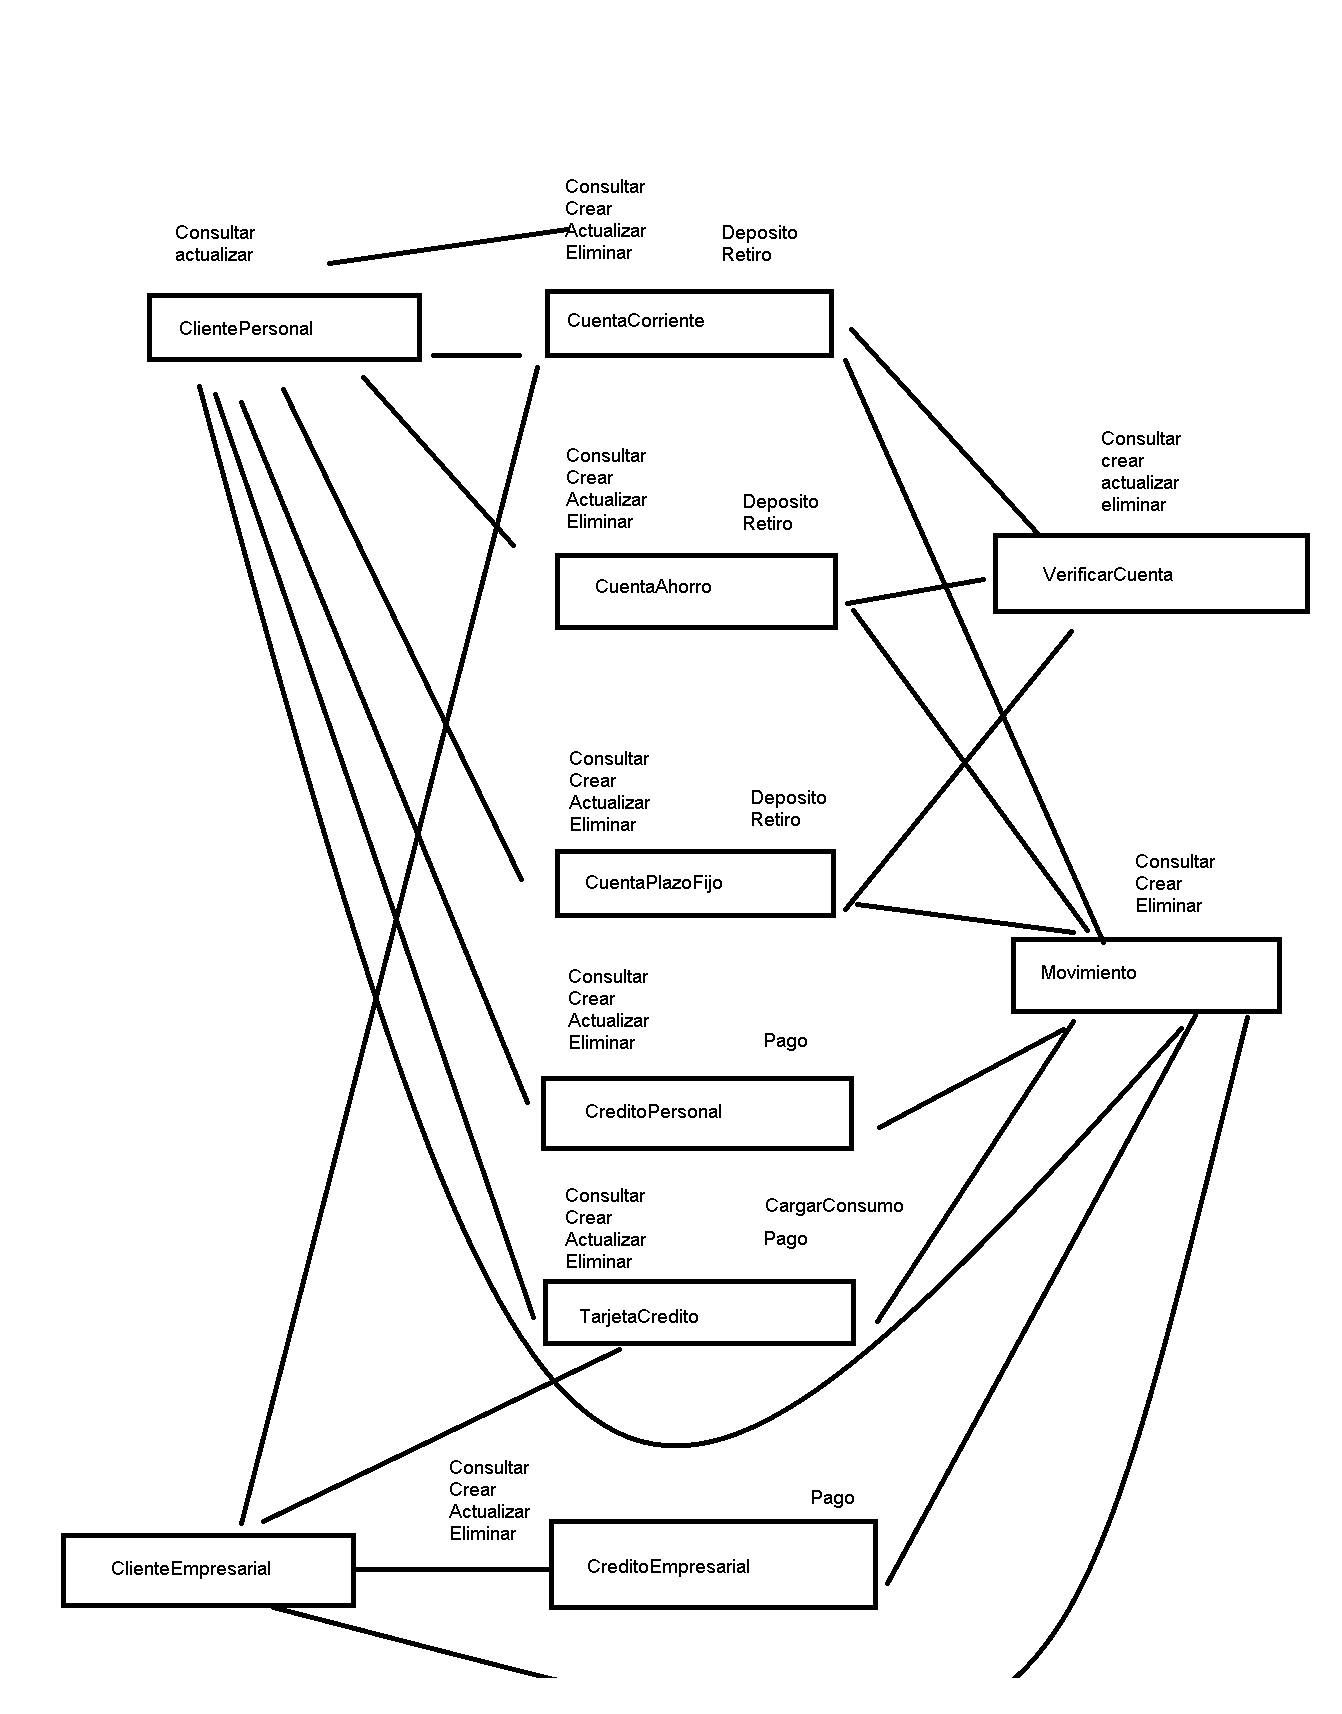 Consultar
actualizar
ClientePersonal
Consultar
Crear
Actualizar
Eliminar
Deposito
Retiro
CuentaCorriente
Consultar
Crear
Actualizar
Eliminar
Deposito
Retiro
CuentaAhorro
Consultar
crear
actualizar
eliminar
VerificarCuenta
Consultar
Crear
Actualizar
Eliminar
Deposito
Retiro
CuentaPlazoFijo
Consultar
Crear
Eliminar
Movimiento
Consultar
Crear
Actualizar
Eliminar
Pago
CreditoPersonal
Consultar
Crear
Actualizar
Eliminar
CargarConsumo
Pago
TarjetaCredito
Consultar
Crear
Actualizar
Eliminar
Pago
ClienteEmpresarial
CreditoEmpresarial